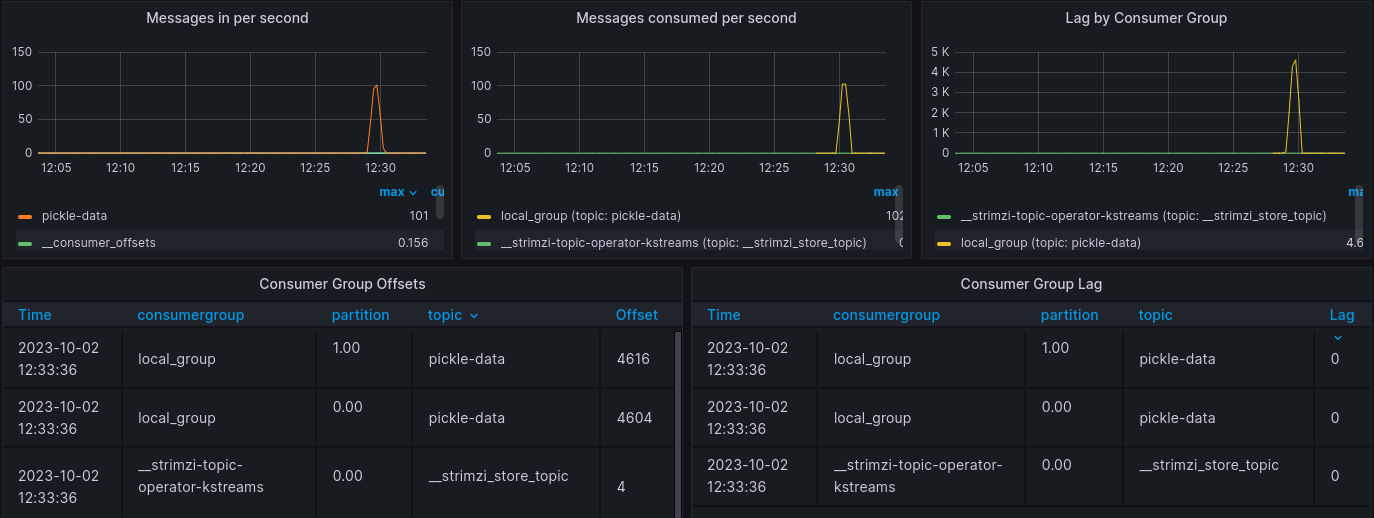 Messages in per second
150
100
50
0
12:05 12:10 12:15 12:20 12:25 12:30
max cu
pickle-data 101
__consumer_offsets 0.156
Messages consumed per second
150
100
50
0
12:05 12:10 12:15 12:20 12:25 12:30
max
local_group (topic: pickle-data) 102
__strimzi-topic-operator-kstreams (topic: __strimzi_store_topic) 0
Lag by Consumer Group
5 K
4 K
3 K
2 K
1 K
0
12:05 12:10 12:15 12:20 12:25 12:30
ma
__strimzi-topic-operator-kstreams (topic: __strimzi_store_topic)
local_group (topic: pickle-data) 4.6
Consumer Group Offsets
Time consumergroup partition topic Offset
2023-10-02
12:33:36 local_group 1.00 pickle-data 4616
2023-10-02
12:33:36 local_group 0.00 pickle-data 4604
2023-10-02
12:33:36 __strimzi-topic-
operator-kstreams 0.00 __strimzi_store_topic 4
Consumer Group Lag
Time consumergroup partition topic Lag
2023-10-02
12:33:36 local_group 1.00 pickle-data 0
2023-10-02
12:33:36 local_group 0.00 pickle-data 0
2023-10-02
12:33:36 __strimzi-topic-operator-
kstreams 0.00 __strimzi_store_topic 0